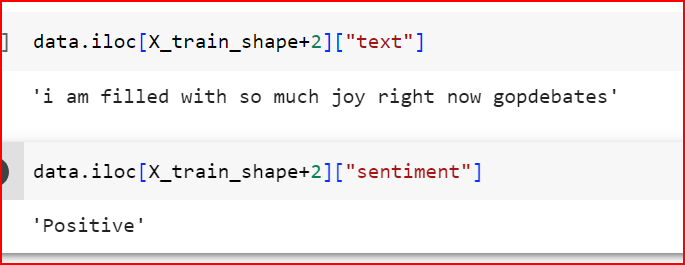 ] data.iloc[X_train_shape+2]["text"]
'i am filled with so much joy right now gopdebates'
data.iloc[X_train_shape+2]["sentiment"]
'Positive'